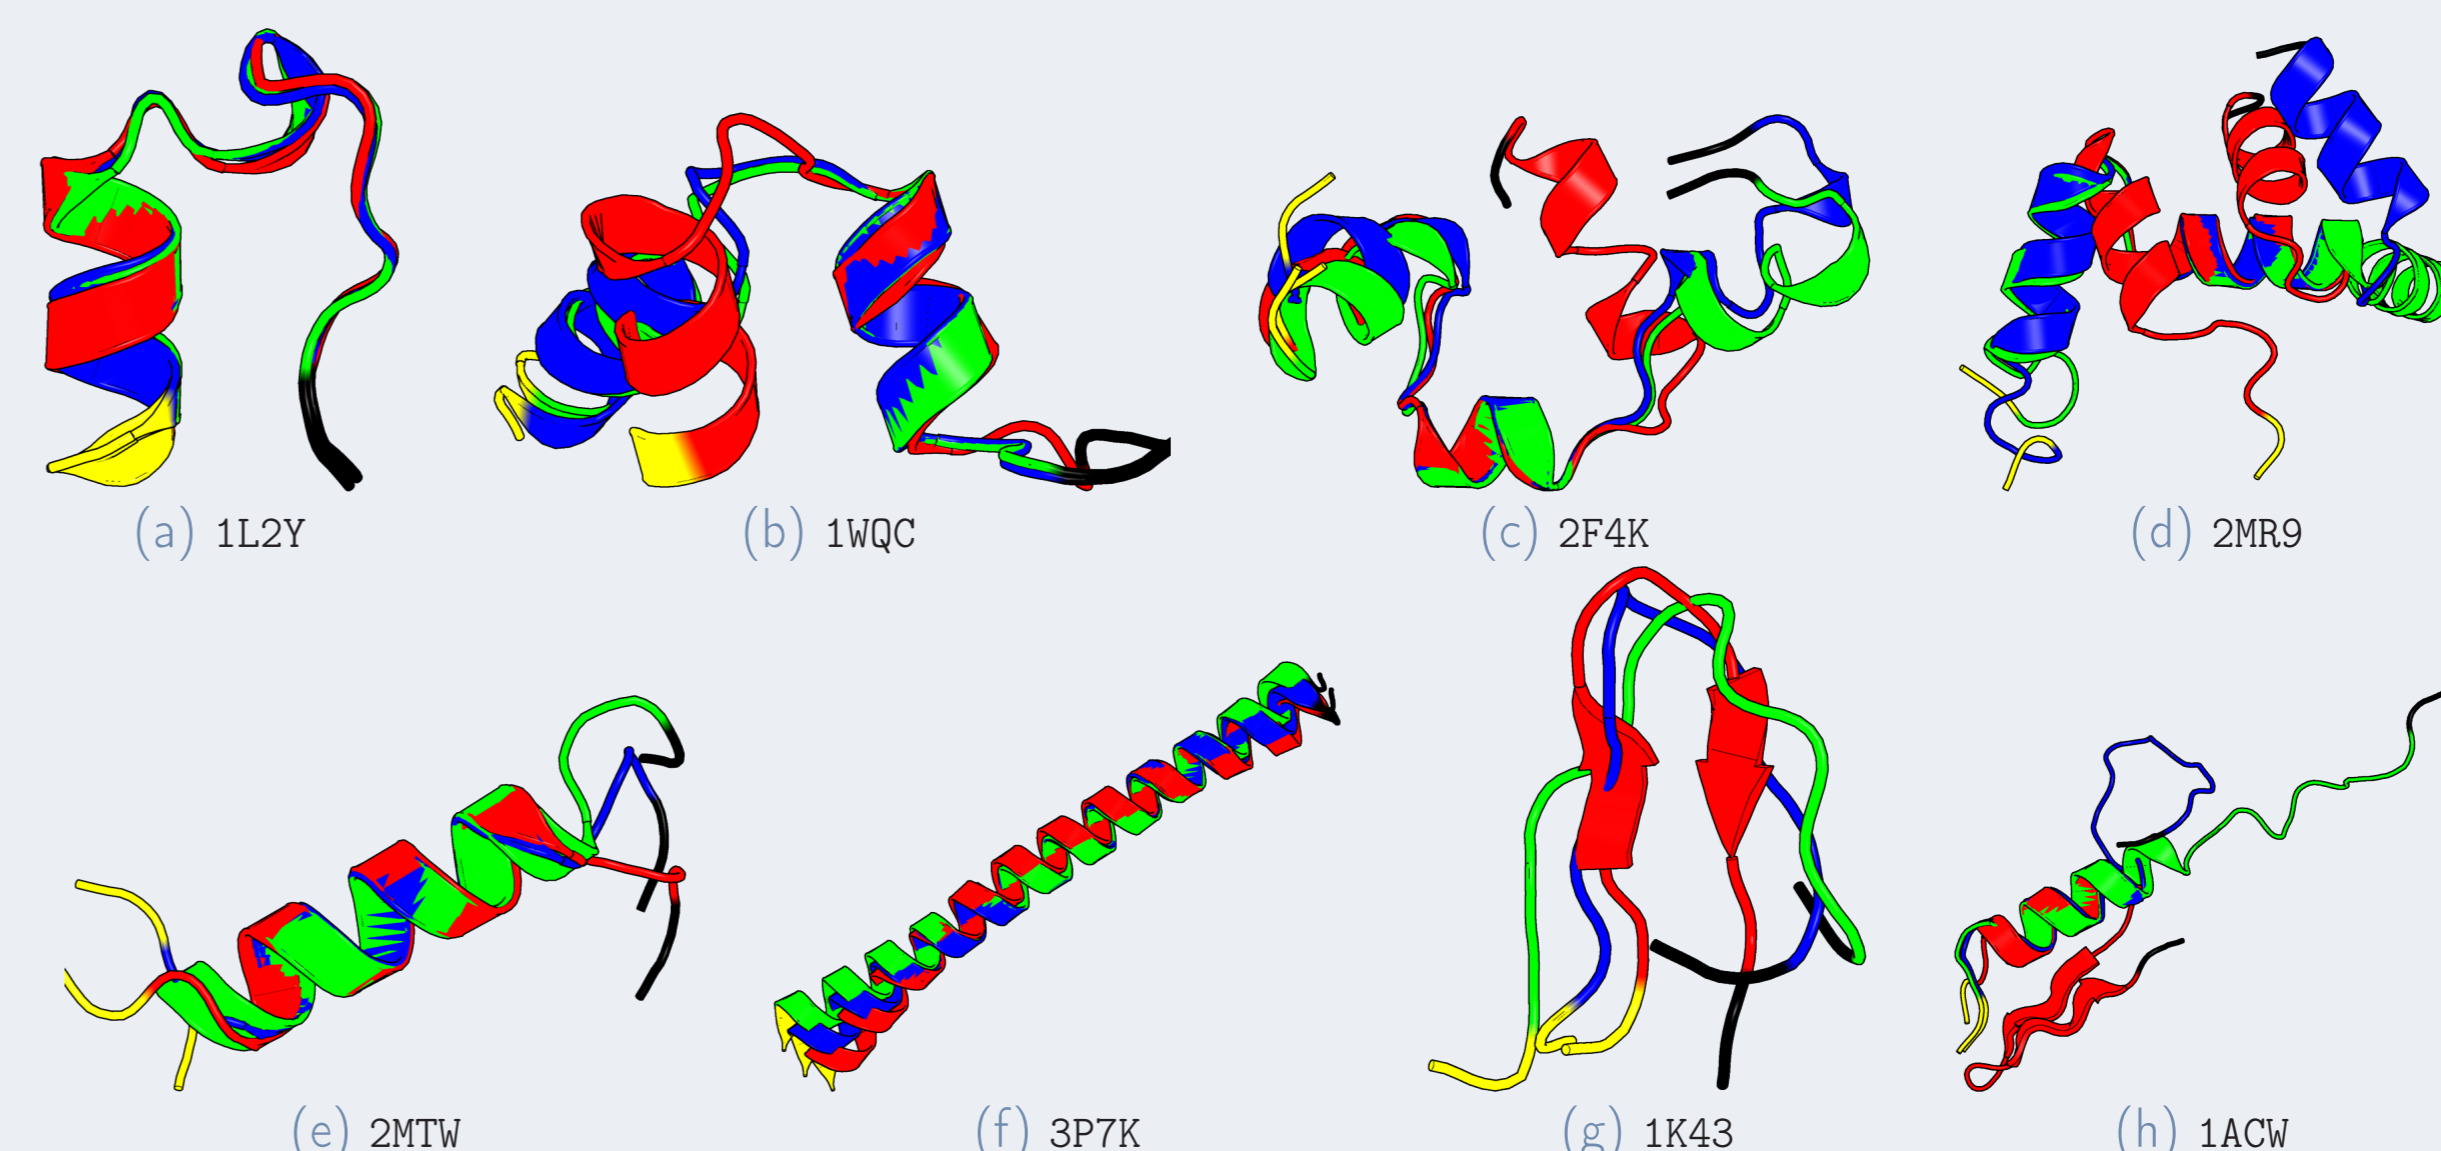 (a) 1L2Y
(b) 1WQC
(c) 2F4K
(d) 2MR9
(e) 2MTW
(f) 3P7K
(g) 1K43
(h) 1ACW